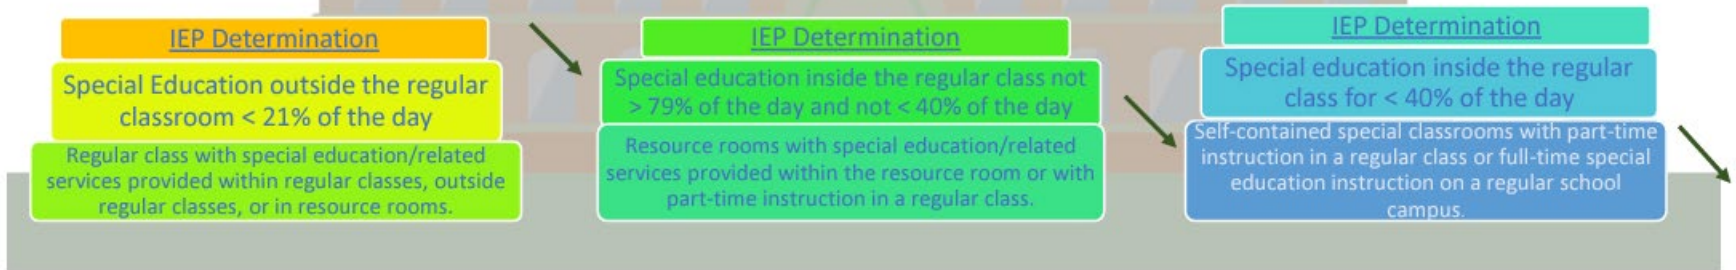 IEP Determination
Special Education outside the regular
classroom < 21% of the day
Regular class with special education/related
services provided within regular classes, outside
regular classes, or in resource rooms.
IEP Determination
Special education inside the regular class not
> 79% of the day and not < 40% of the day
Resource rooms with special education/related
services provided within the resource room or with
part-time instruction in a regular class.
IEP Determination
Special education inside the regular
class for < 40% of the day
Self-contained special classrooms with part-time
instruction in a regular class or full-time special
education instruction on a regular school
campus.